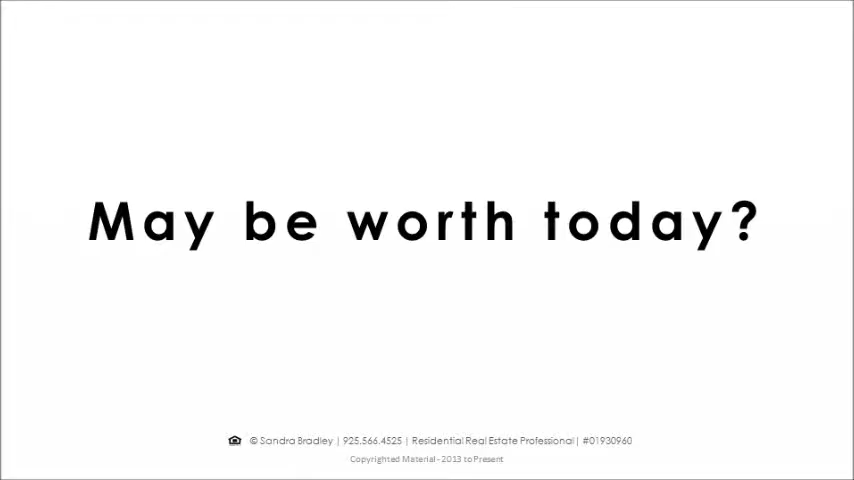 May be worth today?
© Sandra Bradley | 925.566.4525 | Residential Real Estate Professional | #01930960
Copyrighted Material - 2013 to Present